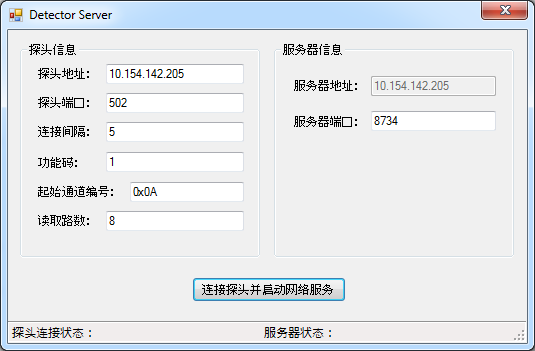 Detector Server
探头信息
探头地址: 10.154.142.205
探头端口: 502
连接间隔: 5
功能码: 1
起始通道编号: 0x0A
读取路数: 8
服务器信息
服务器地址: 10.154.142.205
服务器端口: 8734
连接探头并启动网络服务
探头连接状态: 服务器状态: